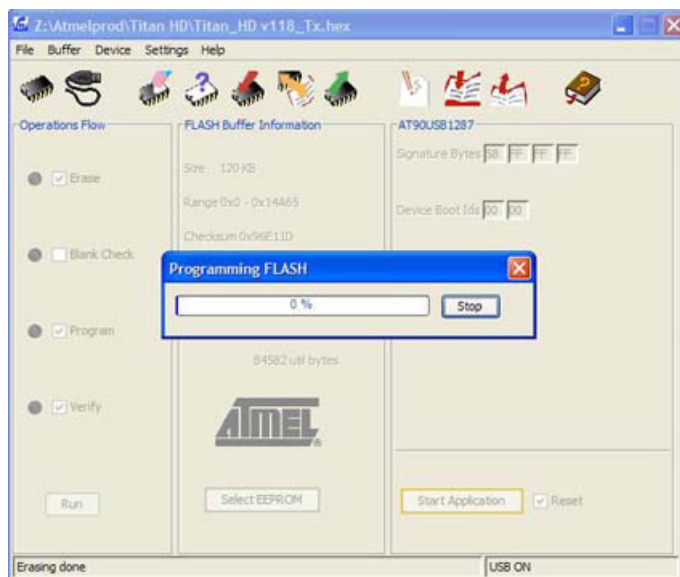 Z:\Atmelprod\Titan HD\Titan_HD v118_Tx.hex
File Buffer Device Settings Help
Operations Flow
Erase
Blank Check
Program
Verify
Run
FLASH Buffer Information
Size 120 KB
Range 0x0 - 0x14A65
Checksum 0x96E11D
Programming FLASH
0 %
Stop
84582 util bytes
ATMEL
Select EEPROM
AT90USB1287
Signature Bytes 58 FF FF FF
Device Boot Ids 00 00
Start Application
Reset
Erasing done
USB ON